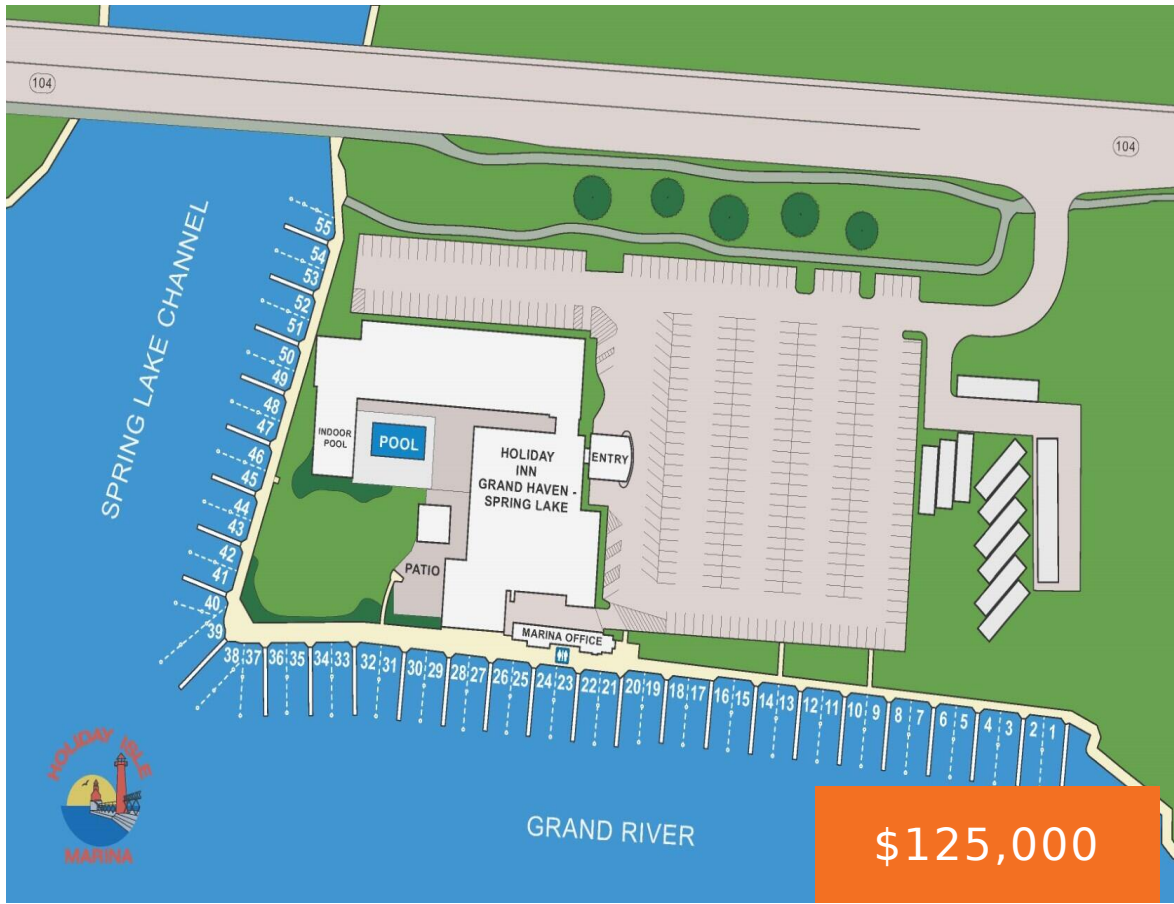 104
104
SPRING LAKE CHANNEL
55
54
53
52
51
50
49
48
47
46
45
44
43
42
41
40
39
INDOOR
POOL
POOL
HOLIDAY
INN
GRAND HAVEN -
SPRING LAKE
ENTRY
PATIO
MARINA OFFICE
38 37 36 35 34 33 32 31 30 29 28 27 26 25 24 23 22 21 20 19 18 17 16 15 14 13 12 11 10 9 8 7 6 5 4 3 2 1
HOLIDAY ISLE
MARINA
GRAND RIVER
$125,000